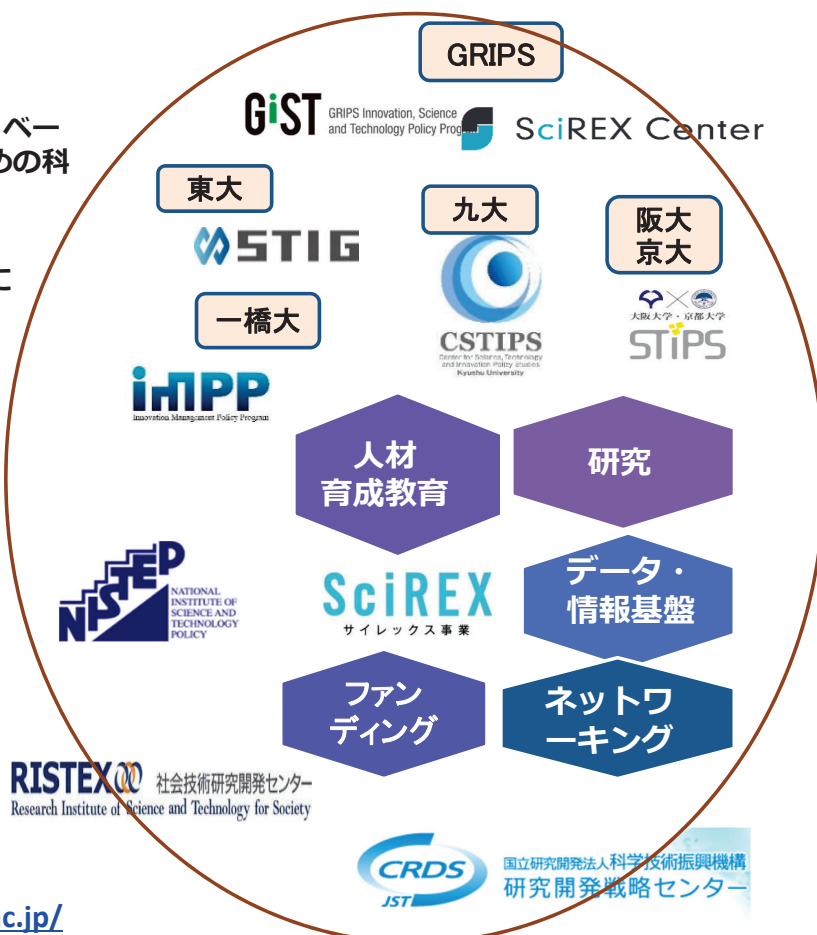 GRIPS
GiST GRIPS Innovation, Science
and Technology Policy Prog
SciREX Center
ベー
めの科
東大
九大
阪大
京大
STIG
に
一橋大
大阪大学・京都大学
STiPS
CSTIPS
Center for Science, Technology
and Innovation Policy Studies
Kyushu University
imPP
Innovation Management Policy Program
人材
育成教育
研究
NISTEP
NATIONAL
INSTITUTE OF
SCIENCE AND
TECHNOLOGY
POLICY
SciREX
サイレックス事業
データ・
情報基盤
ファン
ディング
ネットワ
ーキング
RISTEX 社会技術研究開発センター
Research Institute of Science and Technology for Society
CRDS
JST
国立研究開発法人科学技術振興機構
研究開発戦略センター
c.jp/